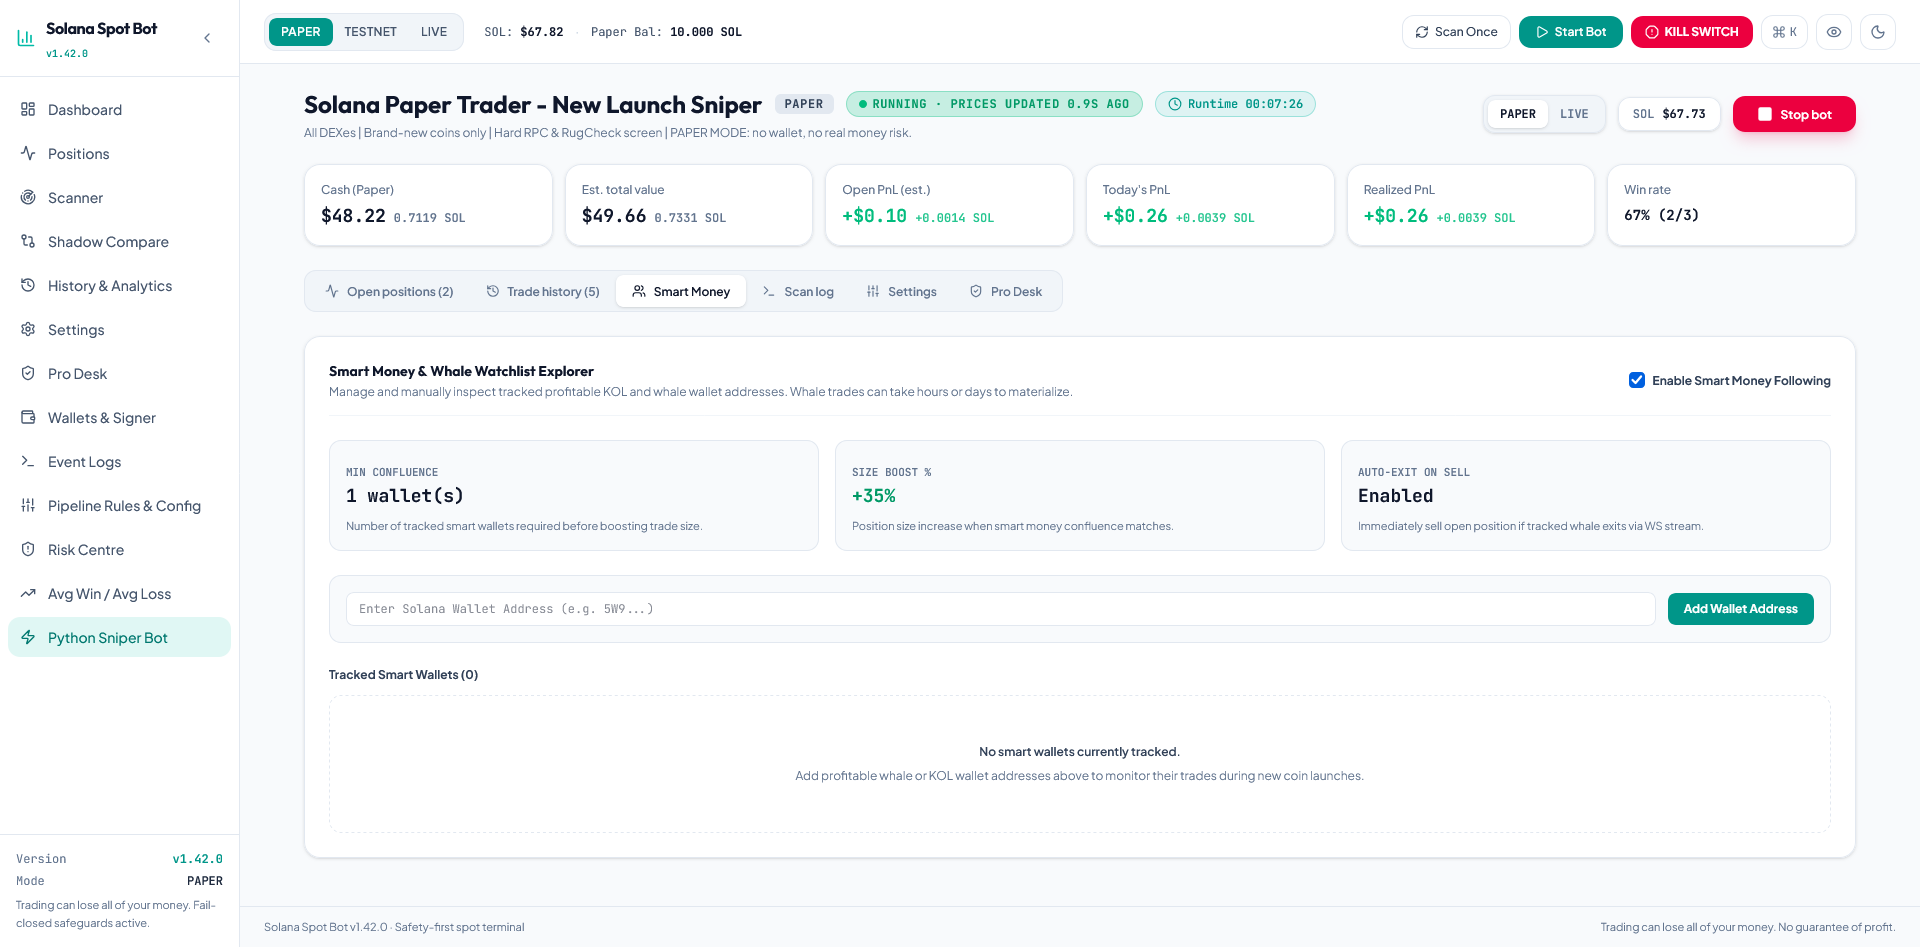 Solana Spot Bot
v1.42.0
Dashboard
Positions
Scanner
Shadow Compare
History & Analytics
Settings
Pro Desk
Wallets & Signer
Event Logs
Pipeline Rules & Config
Risk Centre
Avg Win / Avg Loss
Python Sniper Bot
Version v1.42.0
Mode PAPER
Trading can lose all of your money. Fail-
closed safeguards active.
PAPER TESTNET LIVE SOL: $67.82 · Paper Bal: 10.000 SOL
Scan Once Start Bot KILL SWITCH ⌘ K
Solana Paper Trader - New Launch Sniper PAPER RUNNING · PRICES UPDATED 0.9S AGO Runtime 00:07:26
All DEXes | Brand-new coins only | Hard RPC & RugCheck screen | PAPER MODE: no wallet, no real money risk.
PAPER LIVE SOL $67.73 Stop bot
Cash (Paper)
$48.22 0.7119 SOL
Est. total value
$49.66 0.7331 SOL
Open PnL (est.)
+$0.10 +0.0014 SOL
Today's PnL
+$0.26 +0.0039 SOL
Realized PnL
+$0.26 +0.0039 SOL
Win rate
67% (2/3)
Open positions (2) Trade history (5) Smart Money Scan log Settings Pro Desk
Smart Money & Whale Watchlist Explorer
Manage and manually inspect tracked profitable KOL and whale wallet addresses. Whale trades can take hours or days to materialize.
Enable Smart Money Following
MIN CONFLUENCE
1 wallet(s)
Number of tracked smart wallets required before boosting trade size.
SIZE BOOST %
+35%
Position size increase when smart money confluence matches.
AUTO-EXIT ON SELL
Enabled
Immediately sell open position if tracked whale exits via WS stream.
Enter Solana Wallet Address (e.g. 5W9...)
Add Wallet Address
Tracked Smart Wallets (0)
No smart wallets currently tracked.
Add profitable whale or KOL wallet addresses above to monitor their trades during new coin launches.
Solana Spot Bot v1.42.0 · Safety-first spot terminal
Trading can lose all of your money. No guarantee of profit.